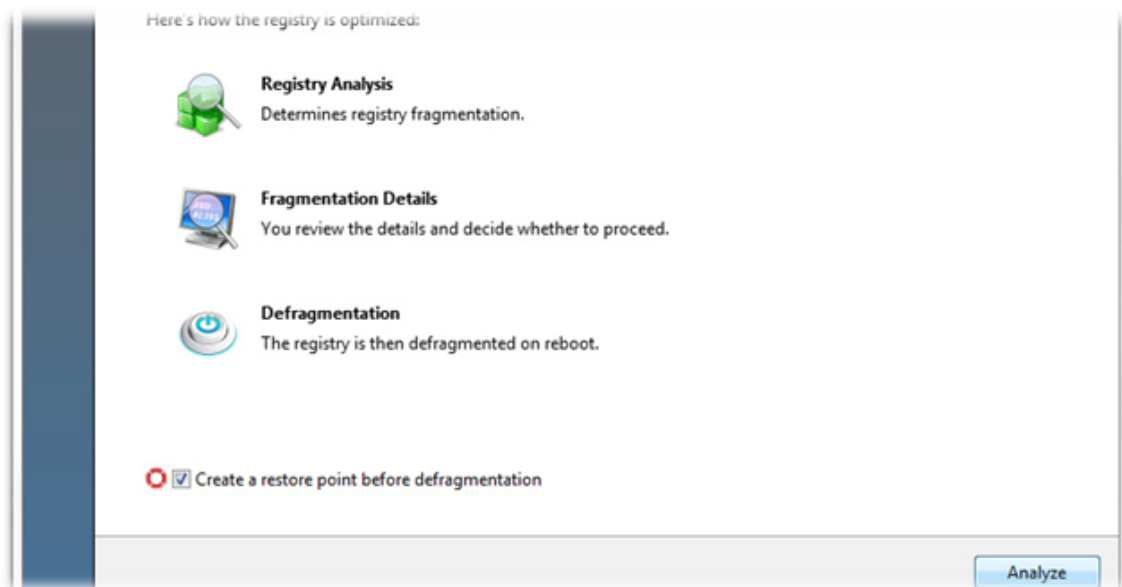 Here's how the registry is optimized:
Registry Analysis
Determines registry fragmentation.
Fragmentation Details
You review the details and decide whether to proceed.
Defragmentation
The registry is then defragmented on reboot.
Create a restore point before defragmentation
Analyze